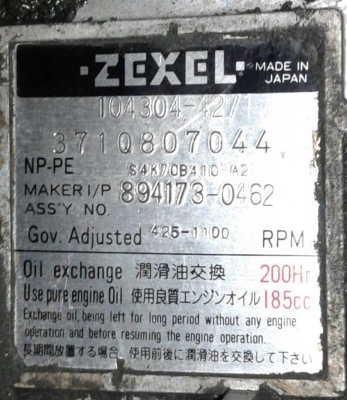 ·ZEXEL·
MADE IN
JAPAN
104304-4271
3710807044
NP-PE
MAKER I/P 894173-0462
ASS'Y NO.
Gov. Adjusted 425-1100 RPM
Oil exchange 潤滑油交換 200Hr
Use pure engine Oil 使用良質エンジンオイル 185cc
Exchange oil, being left for long period without any engine
operation and before resuming the engine operation.
長期間放置する場合、使用前後に潤滑油を交換して下さい